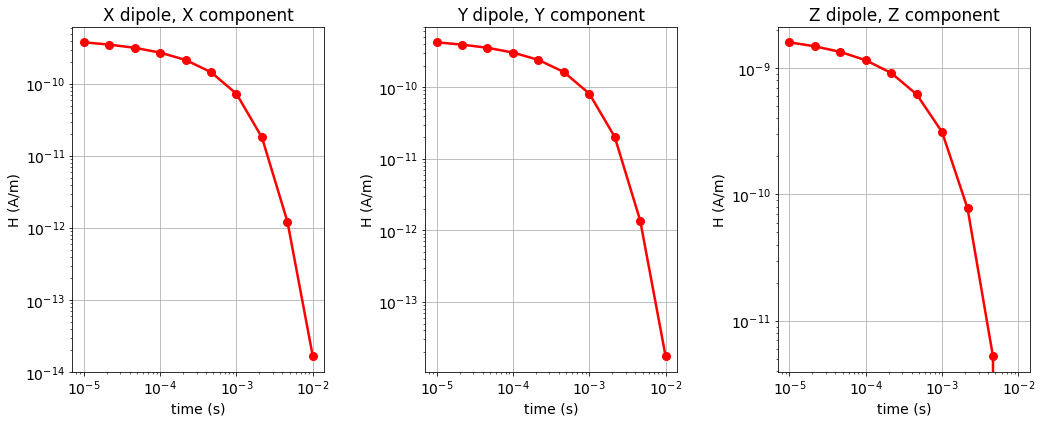 X dipole, X component
H (A/m)
10⁻¹⁰
10⁻¹¹
10⁻¹²
10⁻¹³
10⁻¹⁴
10⁻⁵ 10⁻⁴ 10⁻³ 10⁻²
time (s)
Y dipole, Y component
H (A/m)
10⁻¹⁰
10⁻¹¹
10⁻¹²
10⁻¹³
10⁻⁵ 10⁻⁴ 10⁻³ 10⁻²
time (s)
Z dipole, Z component
H (A/m)
10⁻⁹
10⁻¹⁰
10⁻¹¹
10⁻⁵ 10⁻⁴ 10⁻³ 10⁻²
time (s)